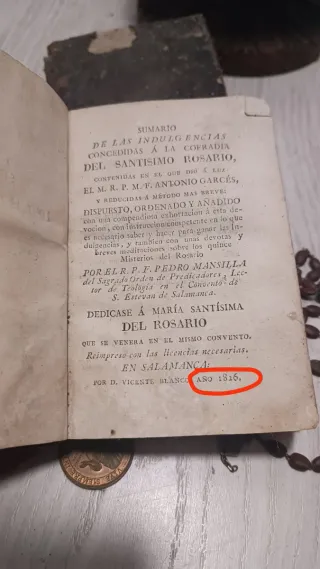 SUMARIO
DE LAS INDULGENCIAS
CONCEDIDAS Á LA COFRADIA
DEL SANTISIMO ROSARIO,
CONTENIDAS EN EL QUE DIÓ Á LUZ
EL M. R. P. M. F. ANTONIO GARCÉS,
Y REDUCIDAS Á MÉTODO MAS BREVE:
DISPUESTO, ORDENADO Y AÑADIDO
con una compendiosa exhortacion á esta de-
vocion, con instruccion competente en lo que
es necesario saber y hacer para ganar las In-
dulgencias, y tambien con unas devotas y
breves meditaciones sobre los quince
Misterios del Rosario
POR EL R. P. F. PEDRO MANSILLA
del Sagrado Orden de Predicadores, Lec-
tor de Teología en el Convento de
S. Estevan de Salamanca.
DEDICASE Á MARÍA SANTÍSIMA
DEL ROSARIO
QUE SE VENERA EN EL MISMO CONVENTO.
Reimpreso con las licencias necesarias.
EN SALAMANCA:
POR D. VICENTE BLANCO AÑO 1816.